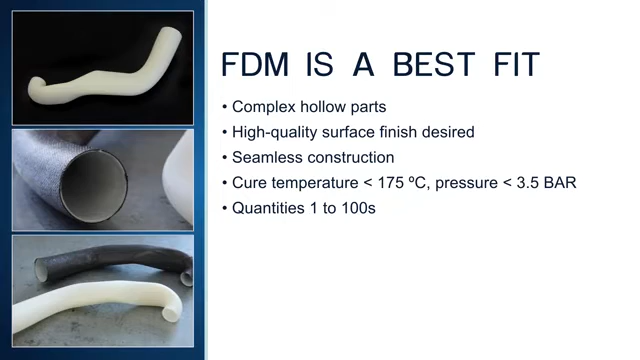 FDM IS A BEST FIT
• Complex hollow parts
• High-quality surface finish desired
• Seamless construction
• Cure temperature < 175 ºC, pressure < 3.5 BAR
• Quantities 1 to 100s